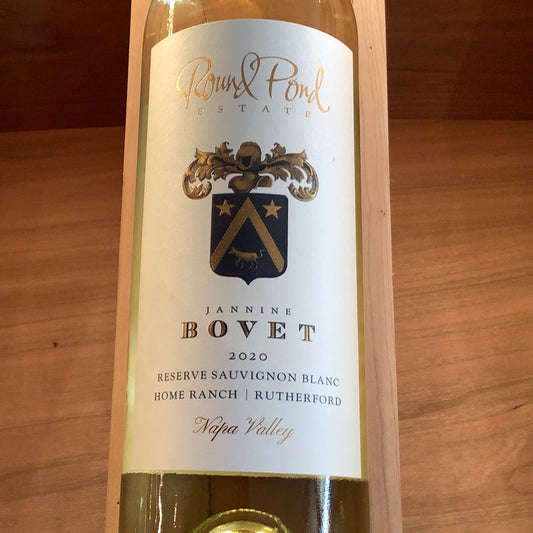 Round Pond
ESTATE
JANNINE
BOVET
2020
RESERVE SAUVIGNON BLANC
HOME RANCH | RUTHERFORD
Napa Valley